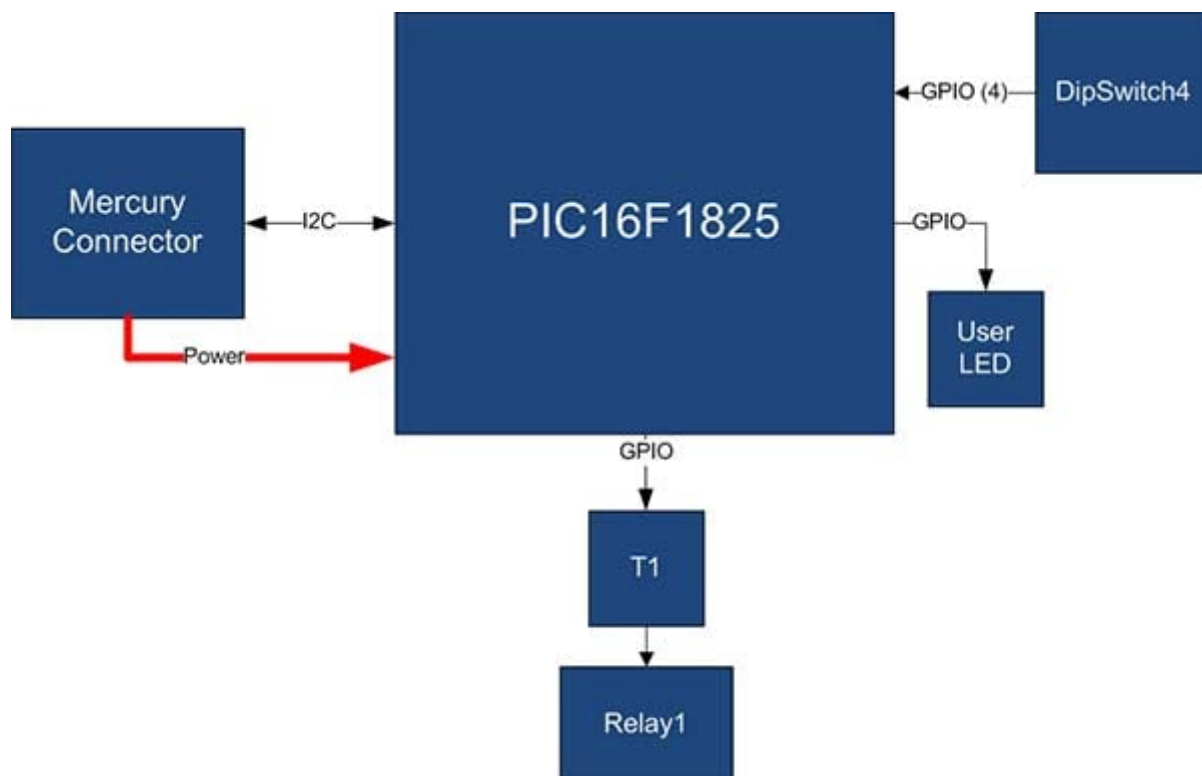 GPIO (4)
DipSwitch4
Mercury
Connector
I2C
PIC16F1825
GPIO
User
LED
Power
GPIO
T1
Relay1